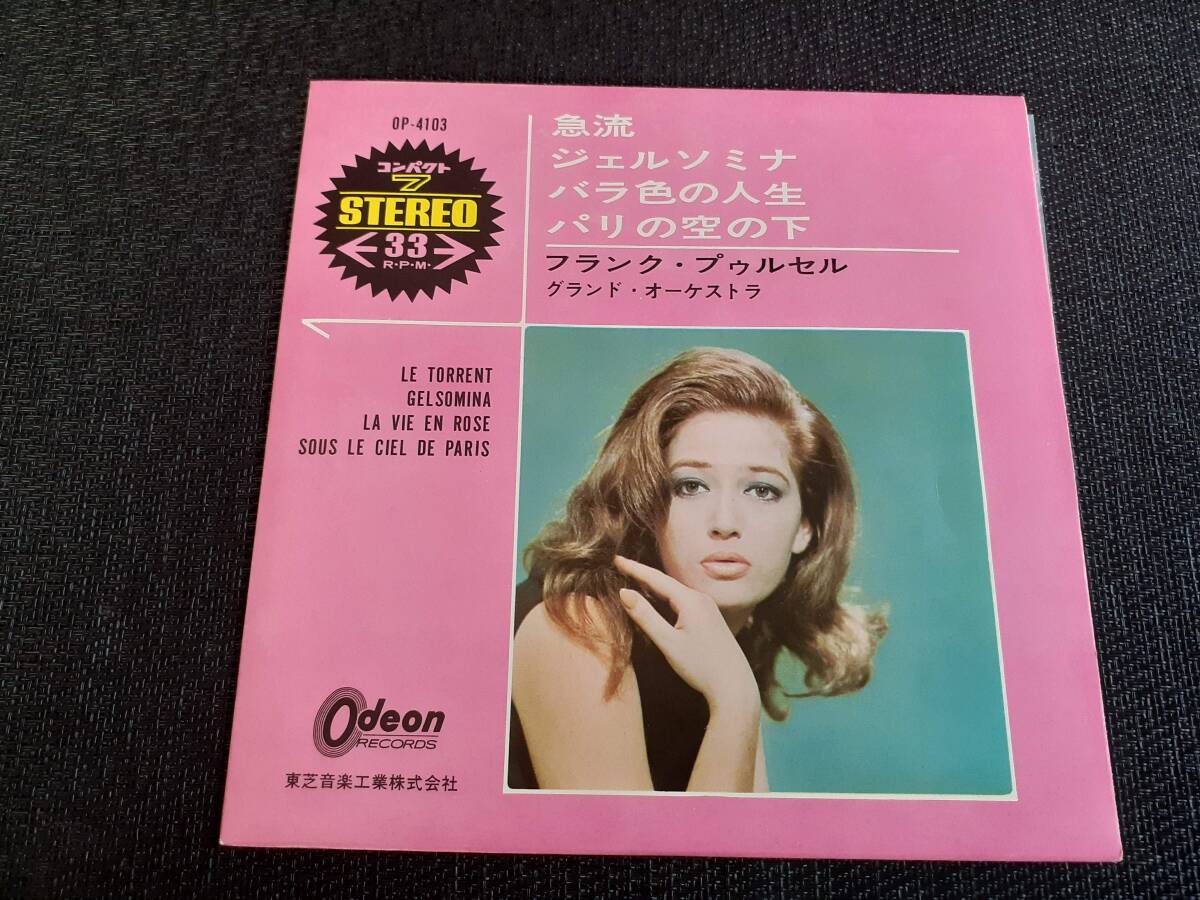 OP-4103
コンパクト
7
STEREO
33
R·P·M·
急流
ジェルソミナ
バラ色の人生
パリの空の下
フランク・プゥルセル
グランド・オーケストラ
LE TORRENT
GELSOMINA
LA VIE EN ROSE
SOUS LE CIEL DE PARIS
Odeon
RECORDS
東芝音楽工業株式会社